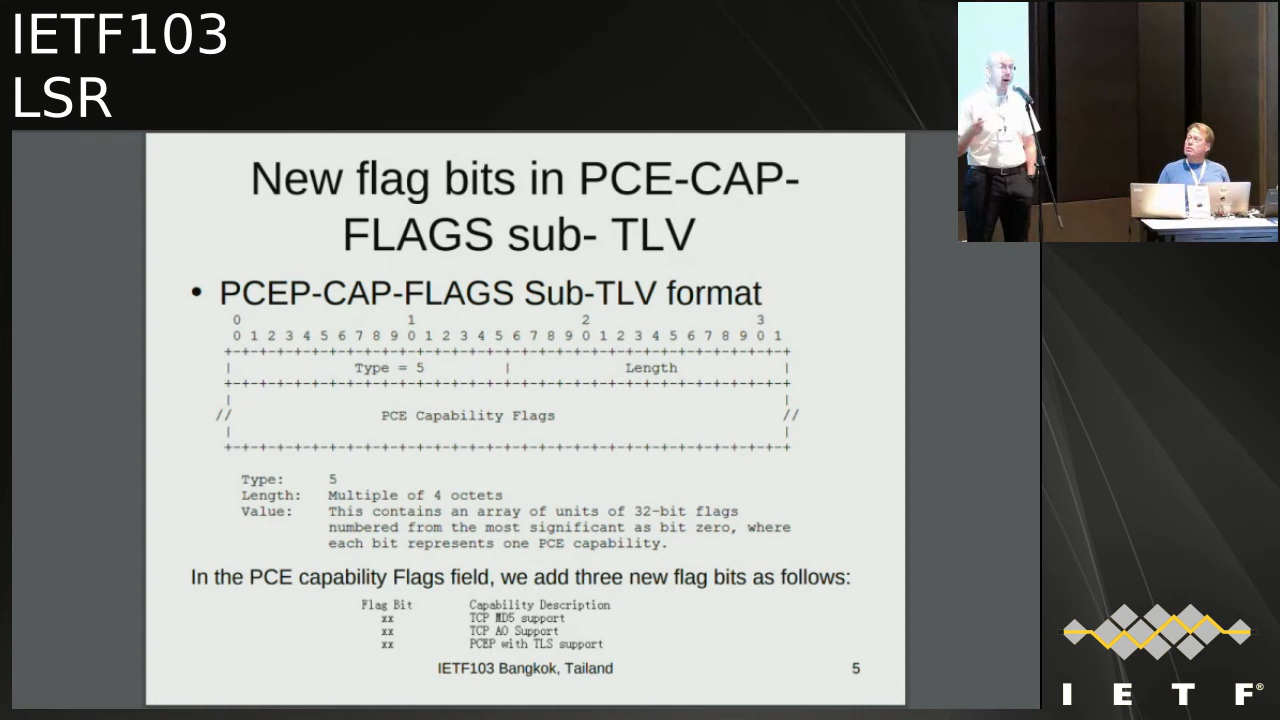 IETF103
LSR
New flag bits in PCE-CAP-
FLAGS sub- TLV
• PCEP-CAP-FLAGS Sub-TLV format
0 1 2 3
0 1 2 3 4 5 6 7 8 9 0 1 2 3 4 5 6 7 8 9 0 1 2 3 4 5 6 7 8 9 0 1
+-+-+-+-+-+-+-+-+-+-+-+-+-+-+-+-+-+-+-+-+-+-+-+-+-+-+-+-+-+-+-+-+
| Type = 5 | Length |
+-+-+-+-+-+-+-+-+-+-+-+-+-+-+-+-+-+-+-+-+-+-+-+-+-+-+-+-+-+-+-+-+
| |
// PCE Capability Flags //
| |
+-+-+-+-+-+-+-+-+-+-+-+-+-+-+-+-+-+-+-+-+-+-+-+-+-+-+-+-+-+-+-+-+
Type: 5
Length: Multiple of 4 octets
Value: This contains an array of units of 32-bit flags
numbered from the most significant as bit zero, where
each bit represents one PCE capability.
In the PCE capability Flags field, we add three new flag bits as follows:
Flag Bit Capability Description
xx TCP MD5 support
xx TCP AO Support
xx PCEP with TLS support
IETF103 Bangkok, Tailand 5
I E T F®